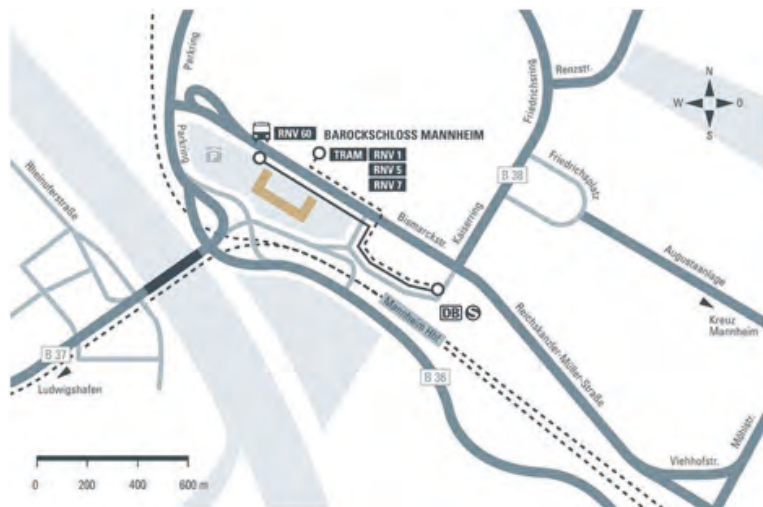 Parkring
Friedrichsring
Renzstr.
N
W
O
S
RNV 60
BAROCKSCHLOSS MANNHEIM
Parkring
P
TRAM RNV 1
RNV 5
RNV 7
Friedrichsplatz
B 38
Rheinuferstraße
Bismarckstr.
Kaiserring
Augustaanlage
Mannheim Hbf
DB S
Kreuz
Mannheim
Reichskanzler-Müller-Straße
B 37
Ludwigshafen
B 36
Möhlstr.
Viehhofstr.
0 200 400 600 m